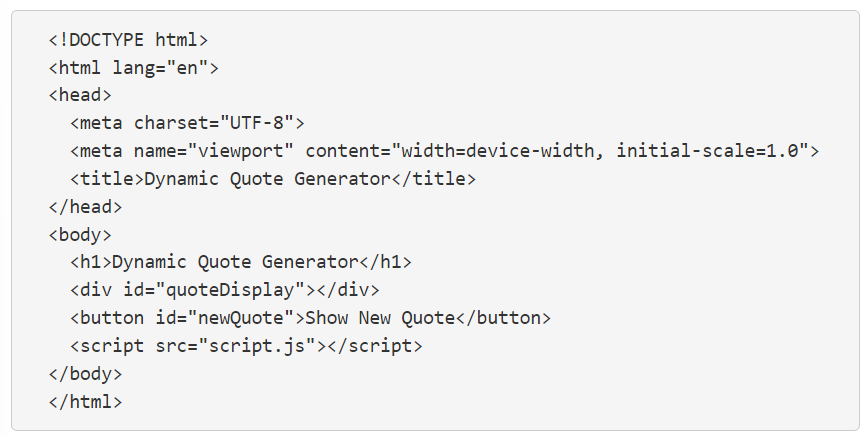 <!DOCTYPE html>
<html lang="en">
<head>
  <meta charset="UTF-8">
  <meta name="viewport" content="width=device-width, initial-scale=1.0">
  <title>Dynamic Quote Generator</title>
</head>
<body>
  <h1>Dynamic Quote Generator</h1>
  <div id="quoteDisplay"></div>
  <button id="newQuote">Show New Quote</button>
  <script src="script.js"></script>
</body>
</html>